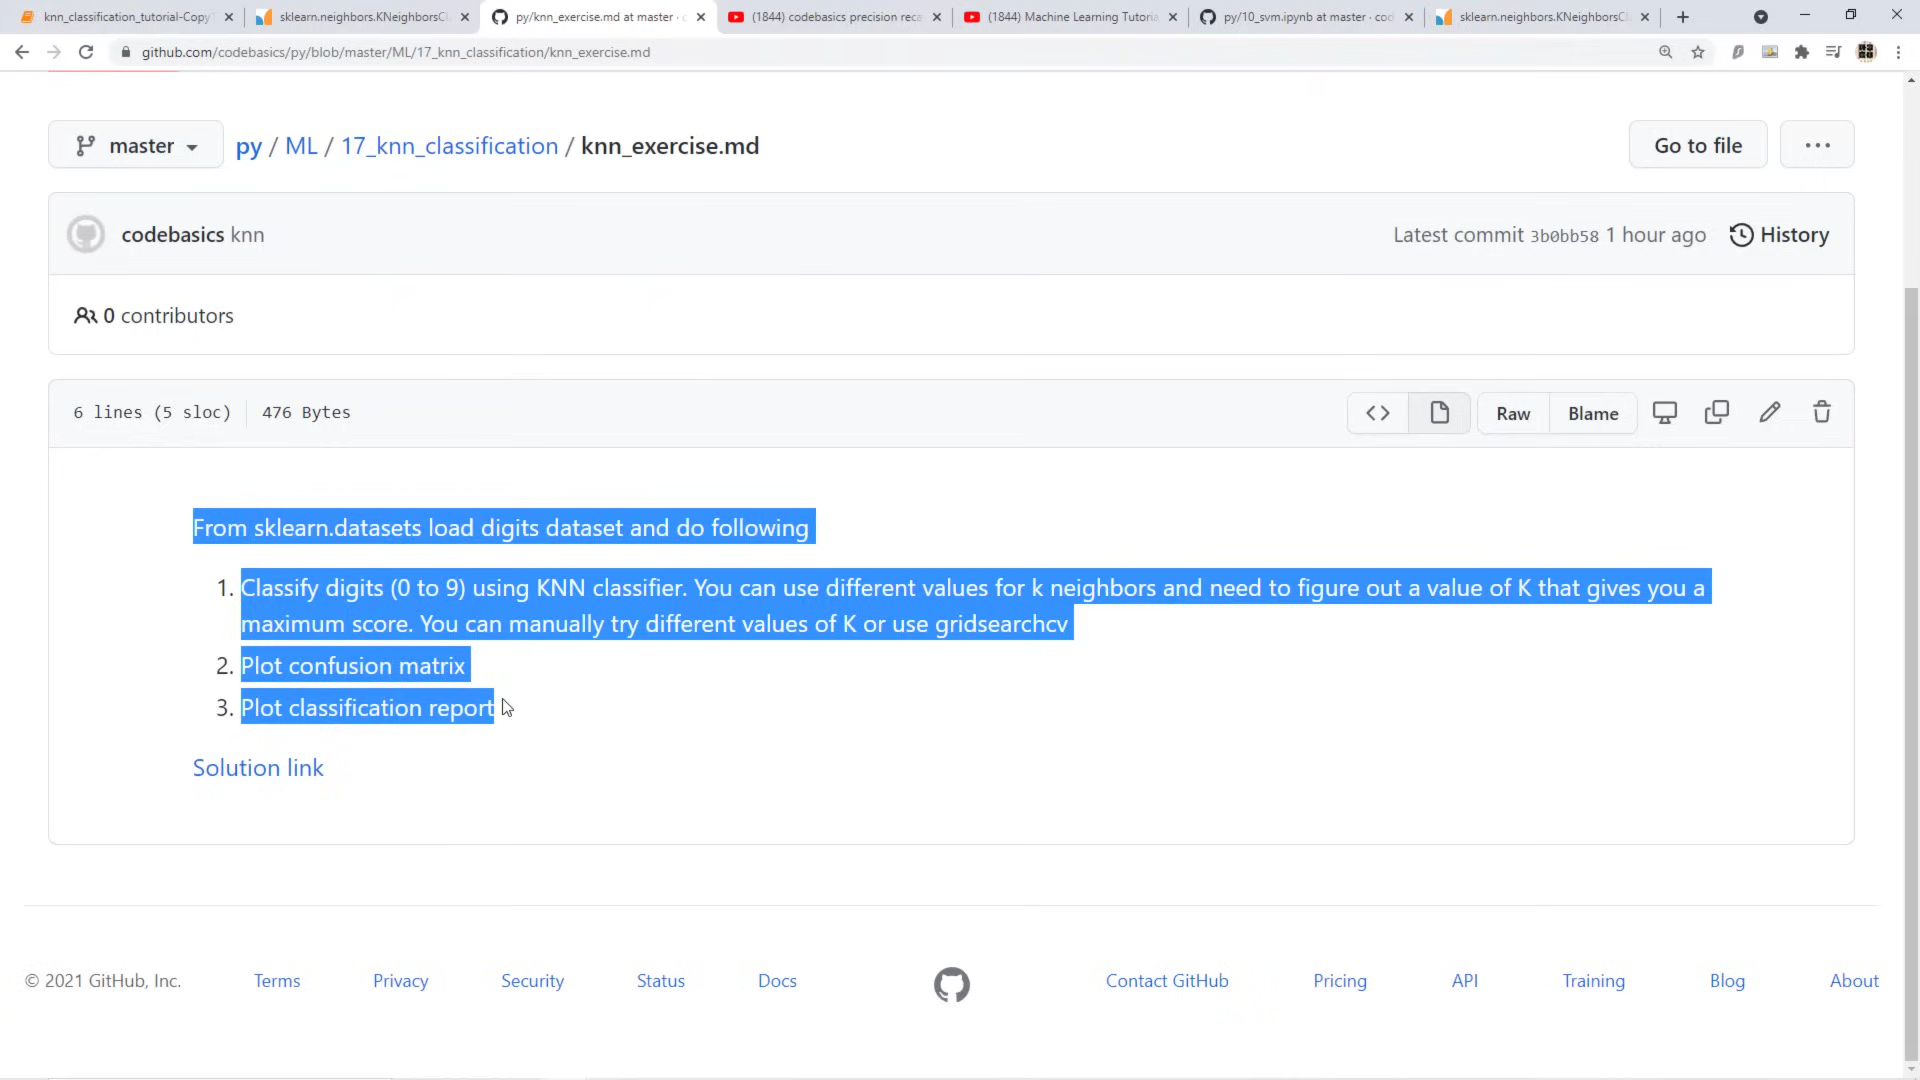 knn_classification_tutorial-Copy1
sklearn.neighbors.KNeighborsCl
py/knn_exercise.md at master · c
(1844) codebasics precision reca
(1844) Machine Learning Tutoria
py/10_svm.ipynb at master · cod
sklearn.neighbors.KNeighborsCl
github.com/codebasics/py/blob/master/ML/17_knn_classification/knn_exercise.md
master
py / ML / 17_knn_classification / knn_exercise.md
Go to file
codebasics knn
Latest commit 3b0bb58 1 hour ago
History
0 contributors
6 lines (5 sloc)
476 Bytes
Raw
Blame
From sklearn.datasets load digits dataset and do following
1. Classify digits (0 to 9) using KNN classifier. You can use different values for k neighbors and need to figure out a value of K that gives you a
maximum score. You can manually try different values of K or use gridsearchcv
2. Plot confusion matrix
3. Plot classification report
Solution link
© 2021 GitHub, Inc.
Terms
Privacy
Security
Status
Docs
Contact GitHub
Pricing
API
Training
Blog
About